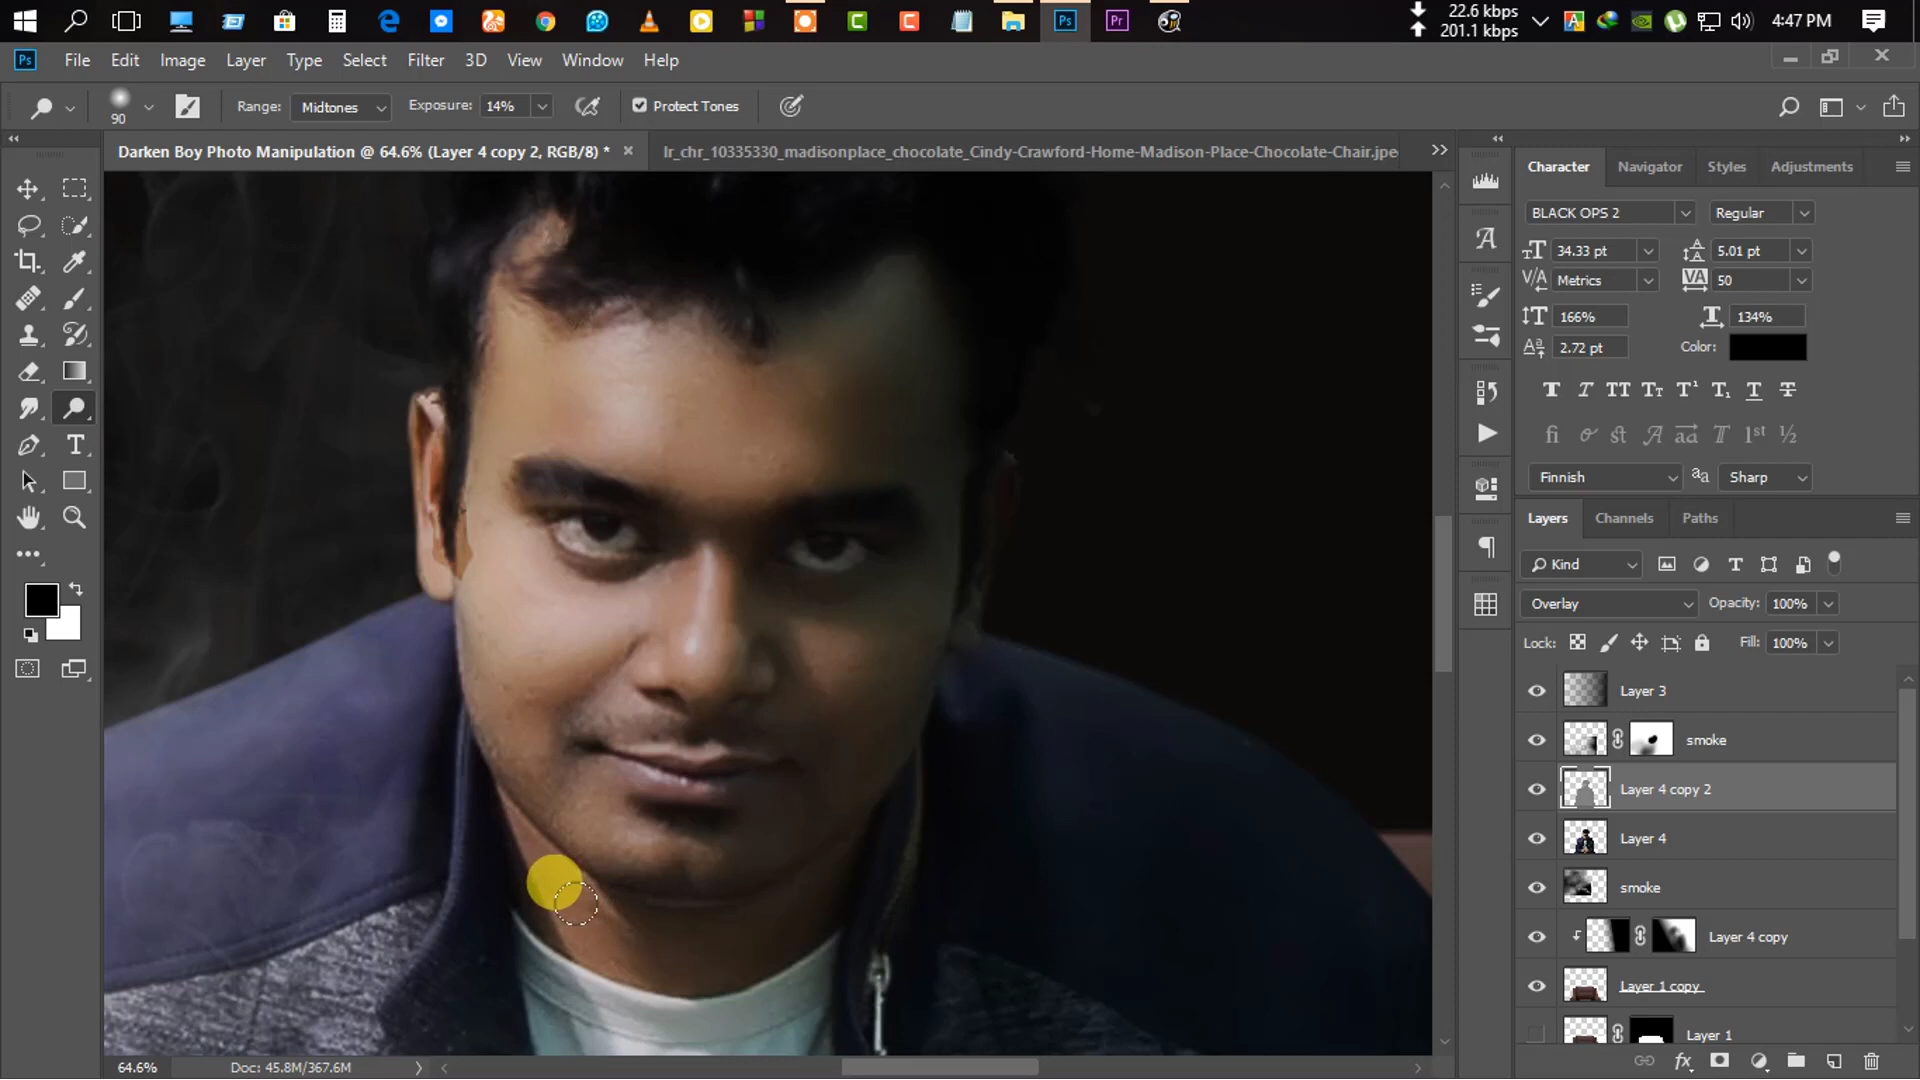 22.6 kbps
201.1 kbps
4:47 PM
Ps
Pr
Ps
File Edit Image Layer Type Select Filter 3D View Window Help
90
Range: Midtones Exposure: 14% Protect Tones
Darken Boy Photo Manipulation @ 64.6% (Layer 4 copy 2, RGB/8) *
lr_chr_10335330_madisonplace_chocolate_Cindy-Crawford-Home-Madison-Place-Chocolate-Chair.jpe
Character Navigator Styles Adjustments
BLACK OPS 2 Regular
34.33 pt 5.01 pt
Metrics 50
166% 134%
2.72 pt Color:
Finnish Sharp
Layers Channels Paths
Kind
Overlay Opacity: 100%
Lock: Fill: 100%
Layer 3
smoke
Layer 4 copy 2
Layer 4
smoke
Layer 4 copy
Layer 1 copy
Layer 1
64.6% Doc: 45.8M/367.6M